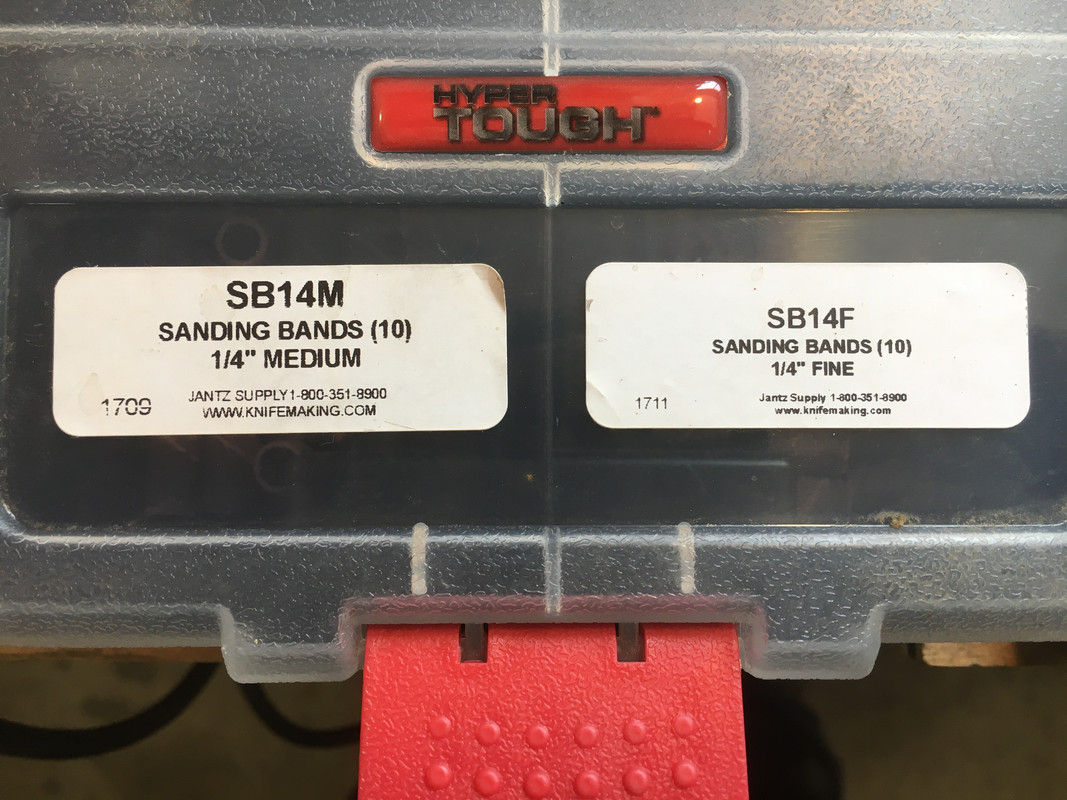 HYPER
TOUGH™
SB14M
SANDING BANDS (10)
1/4" MEDIUM
JANTZ SUPPLY 1-800-351-8900
1709 WWW.KNIFEMAKING.COM
SB14F
SANDING BANDS (10)
1/4" FINE
Jantz Supply 1-800-351-8900
1711 www.knifemaking.com